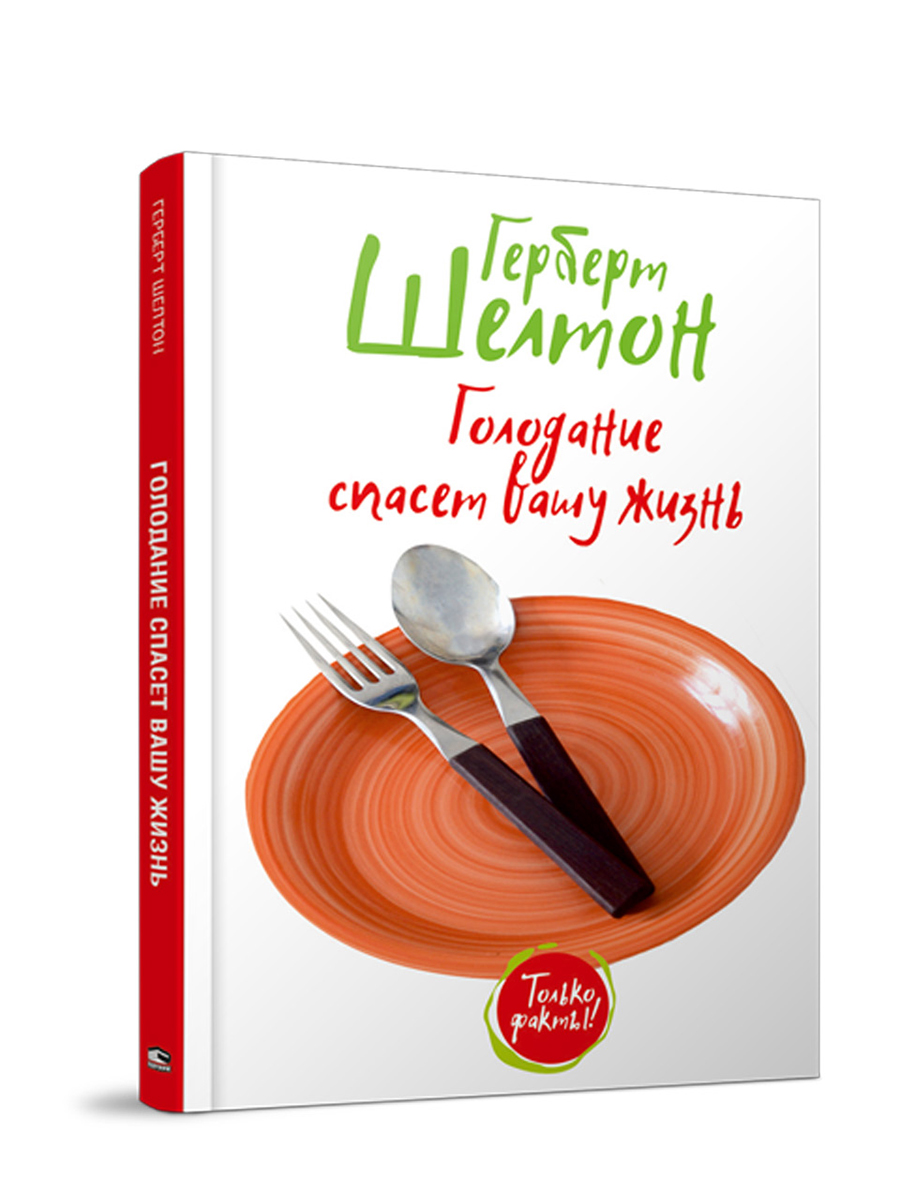 Герберт
Шелтон
Голодание
спасет вашу жизнь
Только
факты!
ГЕРБЕРТ ШЕЛТОН
ГОЛОДАНИЕ СПАСЕТ ВАШУ ЖИЗНЬ